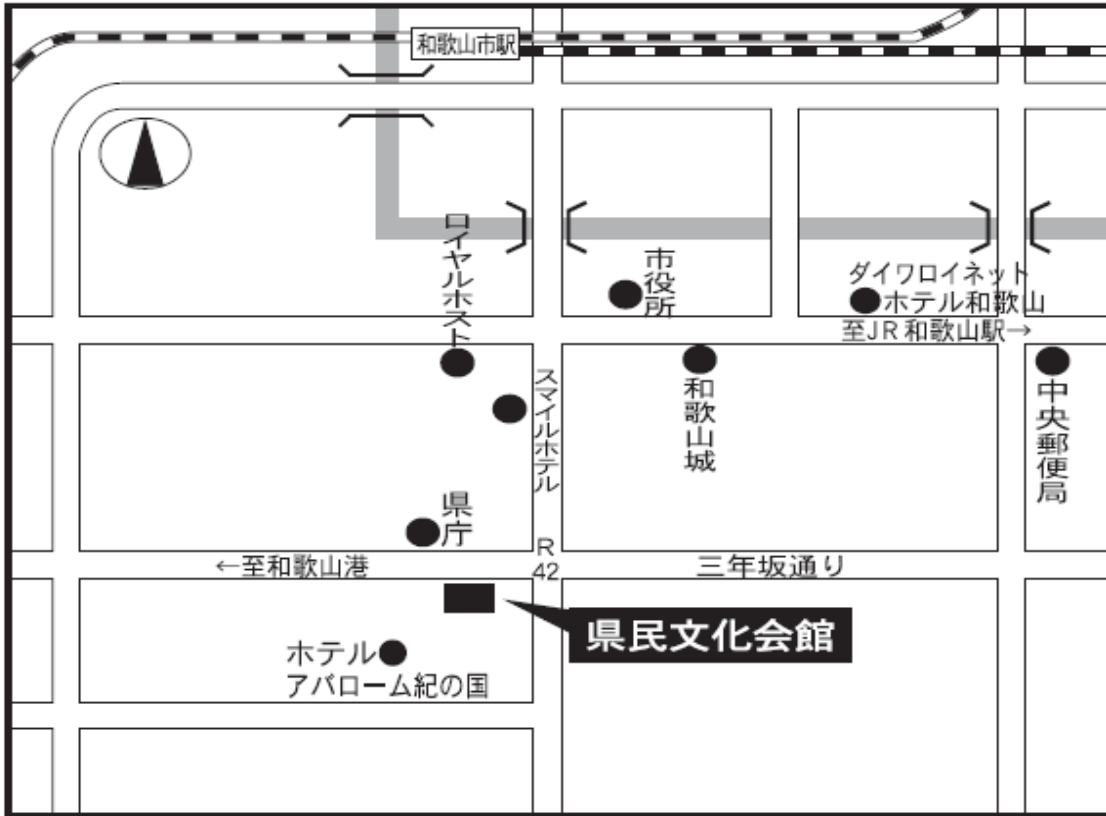 和歌山市駅
ロイヤルホスト
市役所
ダイワロイネット
ホテル和歌山
至JR和歌山駅→
スマイルホテル
和歌山城
中央郵便局
県庁
R
42
←至和歌山港
三年坂通り
県民文化会館
ホテル
アバローム紀の国